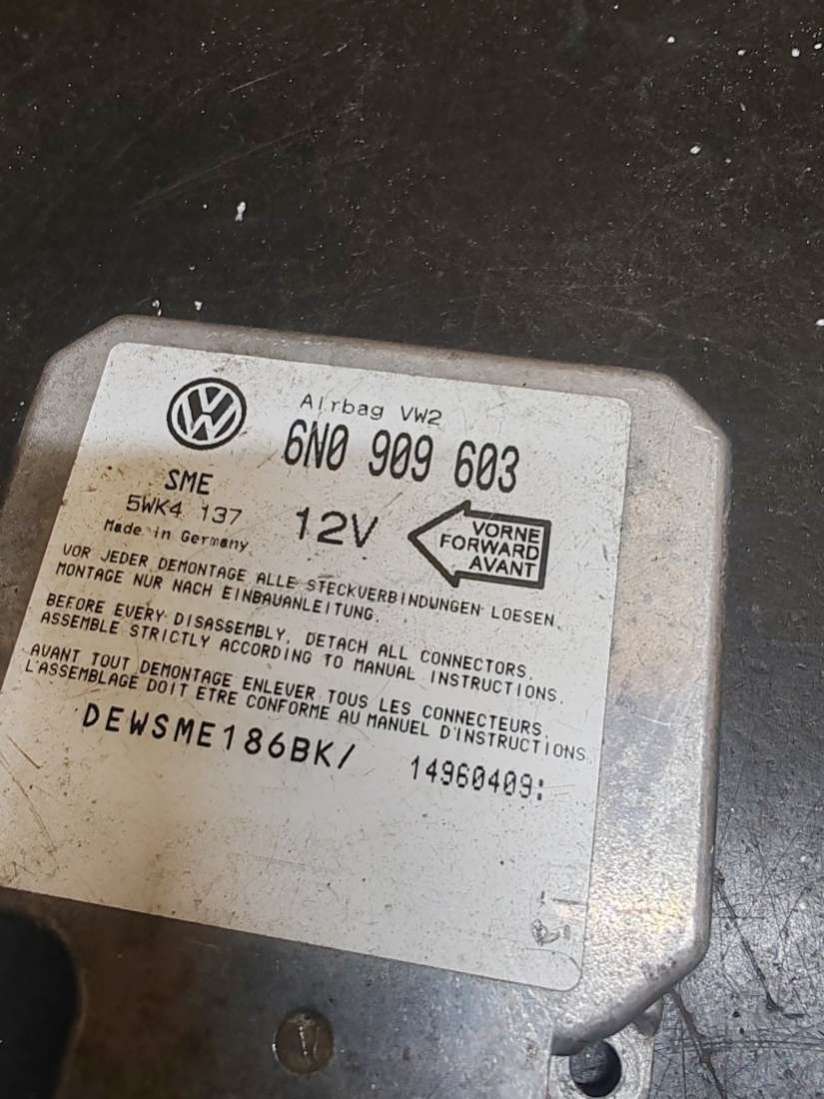 Airbag VW2
6N0 909 603
SME
5WK4 137
Made in Germany
12V
VORNE
FORWARD
AVANT
VOR JEDER DEMONTAGE ALLE STECKVERBINDUNGEN LOESEN.
MONTAGE NUR NACH EINBAUANLEITUNG.
BEFORE EVERY DISASSEMBLY, DETACH ALL CONNECTORS.
ASSEMBLE STRICTLY ACCORDING TO MANUAL INSTRUCTIONS.
AVANT TOUT DEMONTAGE ENLEVER TOUS LES CONNECTEURS.
L'ASSEMBLAGE DOIT ETRE CONFORME AU MANUEL D'INSTRUCTIONS
DEWSME186BK/ 14960409: